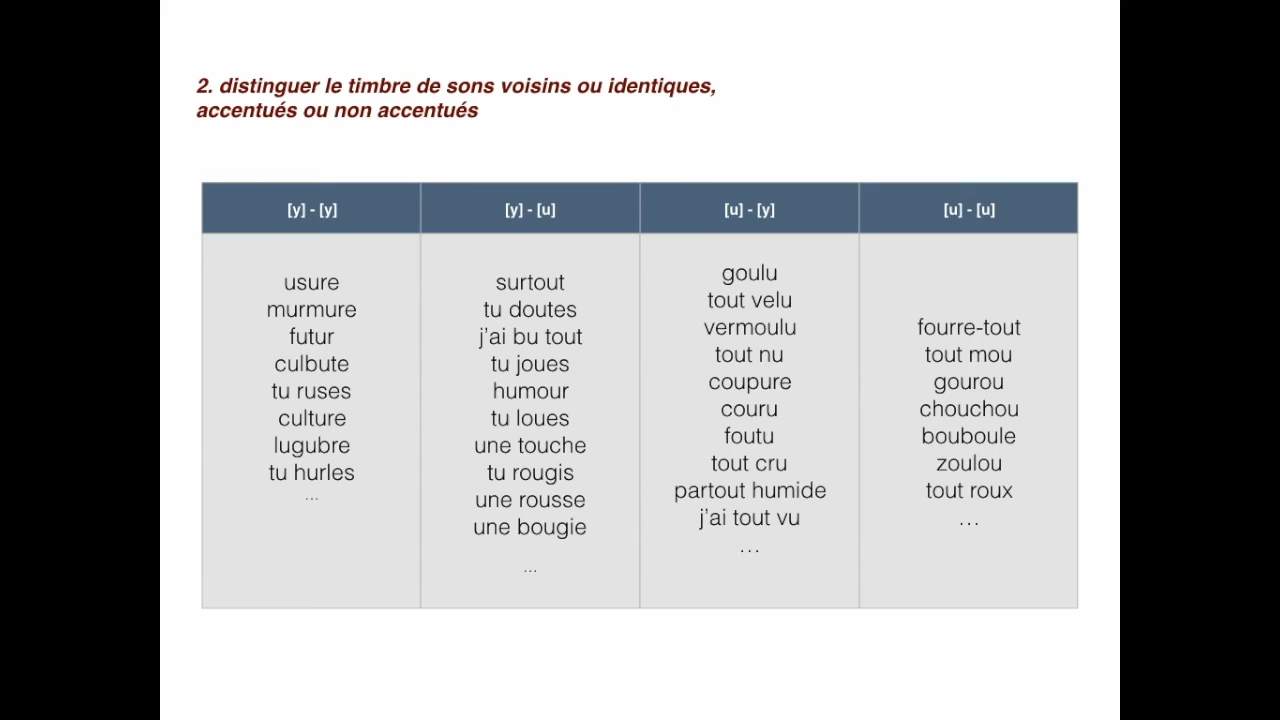 2. distinguer le timbre de sons voisins ou identiques,
accentués ou non accentués
[y] - [y]
usure
murmure
futur
culbute
tu ruses
culture
lugubre
tu hurles
...
[y] - [u]
surtout
tu doutes
j'ai bu tout
tu joues
humour
tu loues
une touche
tu rougis
une rousse
une bougie
...
[u] - [y]
goulu
tout velu
vermoulu
tout nu
coupure
couru
foutu
tout cru
partout humide
j'ai tout vu
...
[u] - [u]
fourre-tout
tout mou
gourou
chouchou
bouboule
zoulou
tout roux
...